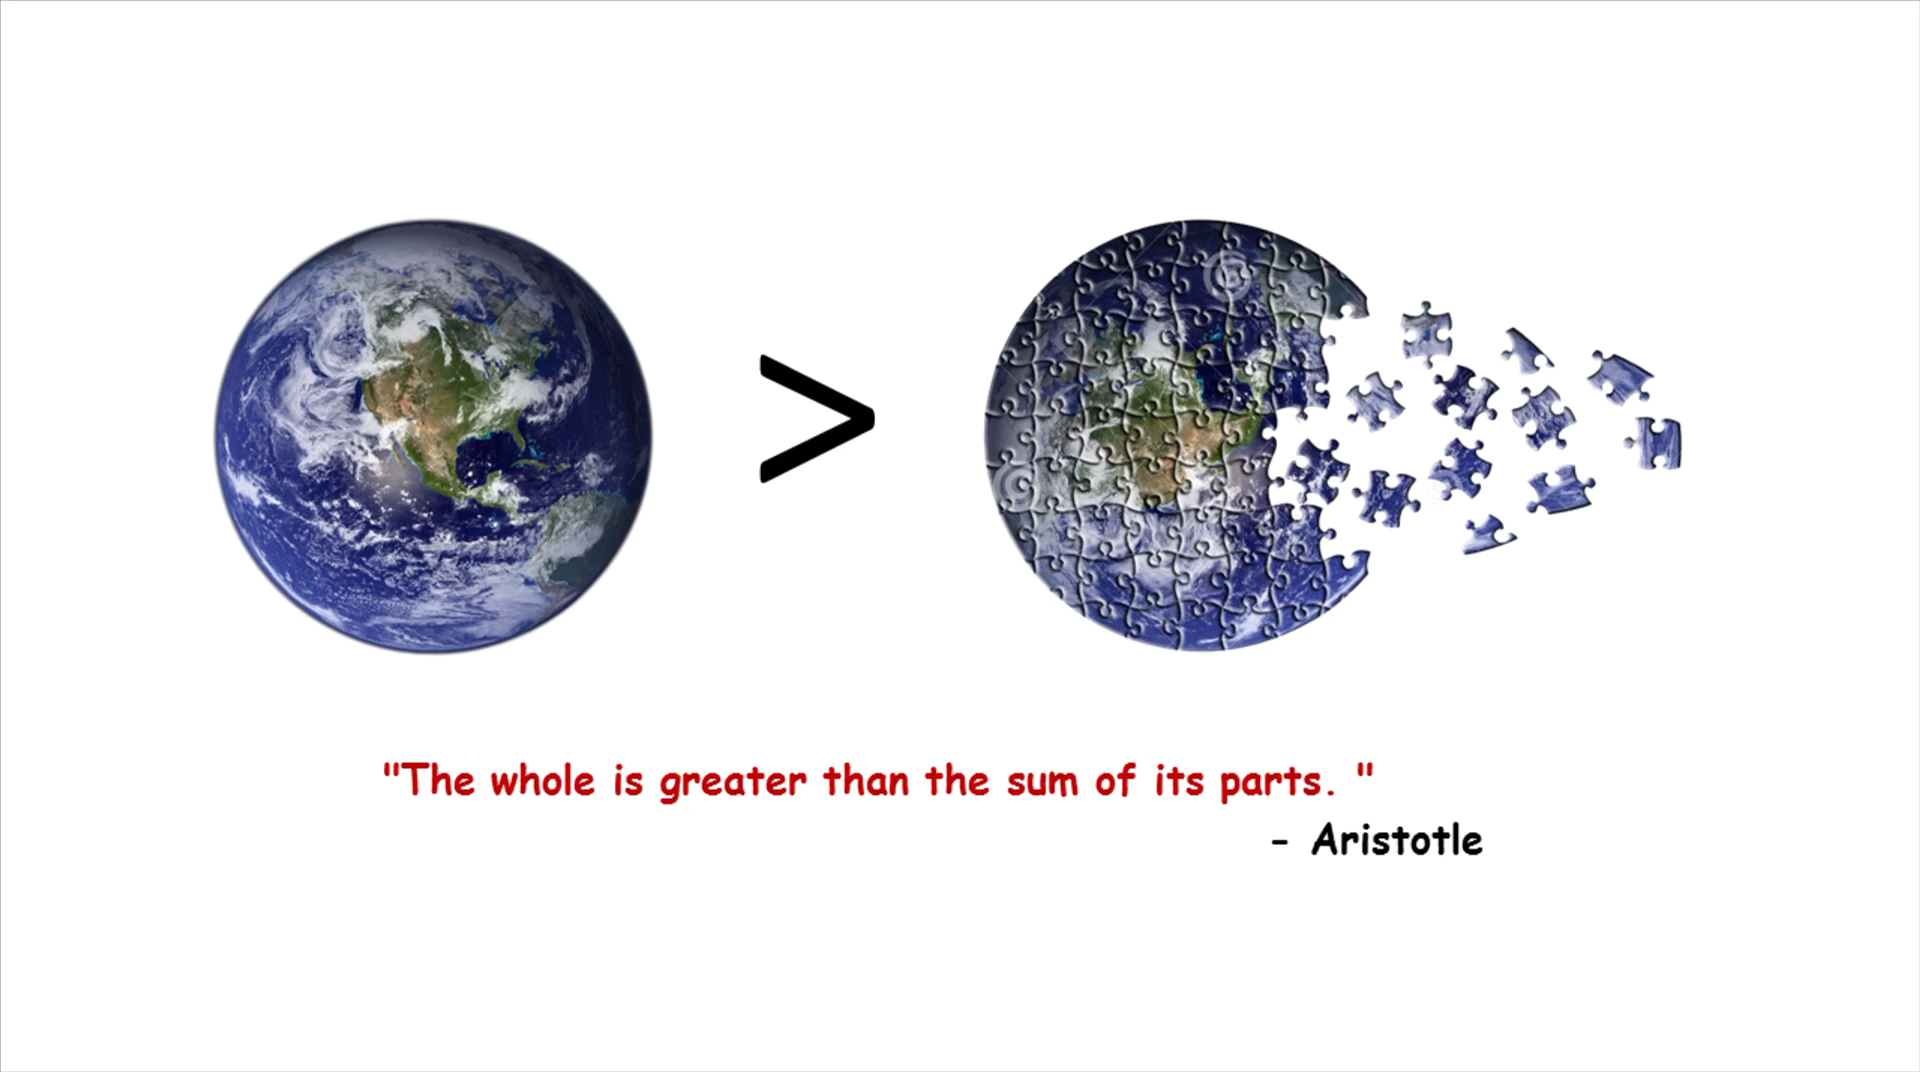 >
"The whole is greater than the sum of its parts. "
- Aristotle